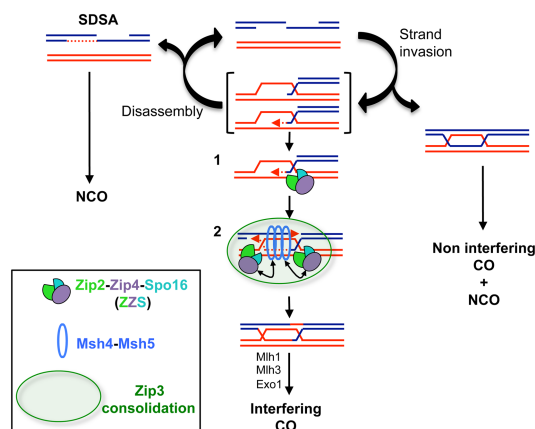 SDSA
Strand
invasion
Disassembly
1
NCO
2
Non interfering
CO
+
NCO
Zip2-Zip4-Spo16
(ZZS)
Msh4-Msh5
Zip3
consolidation
Mlh1
Mlh3
Exo1
Interfering
CO